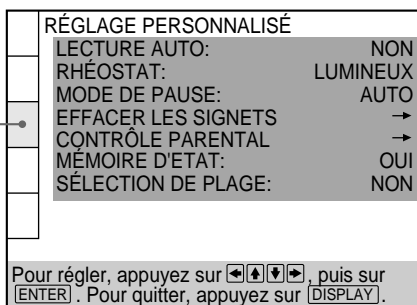 RÉGLAGE PERSONNALISÉ
LECTURE AUTO: NON
RHÉOSTAT: LUMINEUX
MODE DE PAUSE: AUTO
EFFACER LES SIGNETS →
CONTRÔLE PARENTAL →
MÉMOIRE D'ETAT: OUI
SÉLECTION DE PLAGE: NON
Pour régler, appuyez sur ←↑↓→, puis sur
ENTER. Pour quitter, appuyez sur DISPLAY.